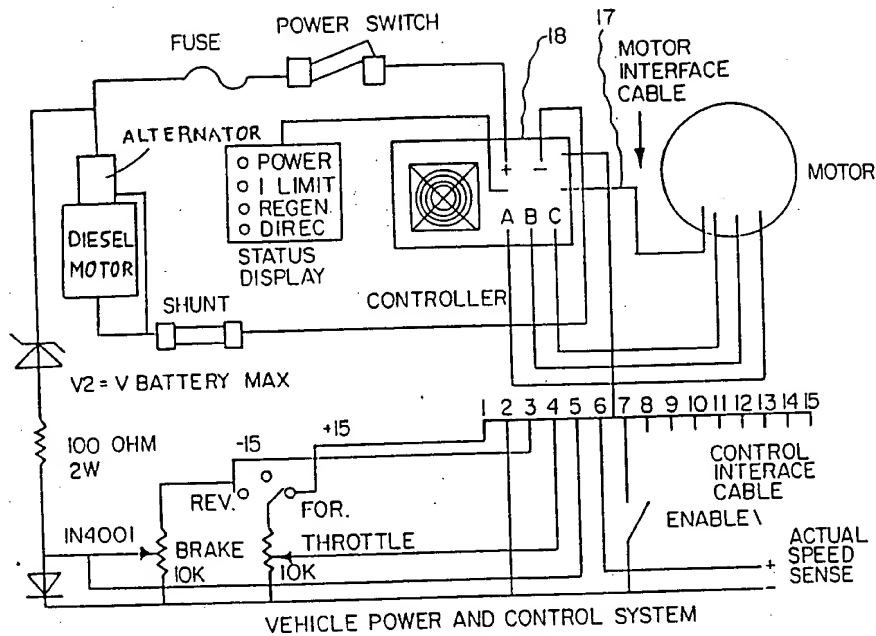 18
17
FUSE
POWER SWITCH
MOTOR
INTERFACE
CABLE
ALTERNATOR
POWER
I LIMIT
REGEN.
DIREC
STATUS
DISPLAY
+ −
A B C
MOTOR
DIESEL
MOTOR
SHUNT
CONTROLLER
V2 = V BATTERY MAX
1 2 3 4 5 6 7 8 9 10 11 12 13 14 15
100 OHM
2W
-15
+15
REV.
FOR.
CONTROL
INTERACE
CABLE
ENABLE\
IN4001
BRAKE
10K
THROTTLE
10K
ACTUAL
SPEED
SENSE
+
−
VEHICLE POWER AND CONTROL SYSTEM